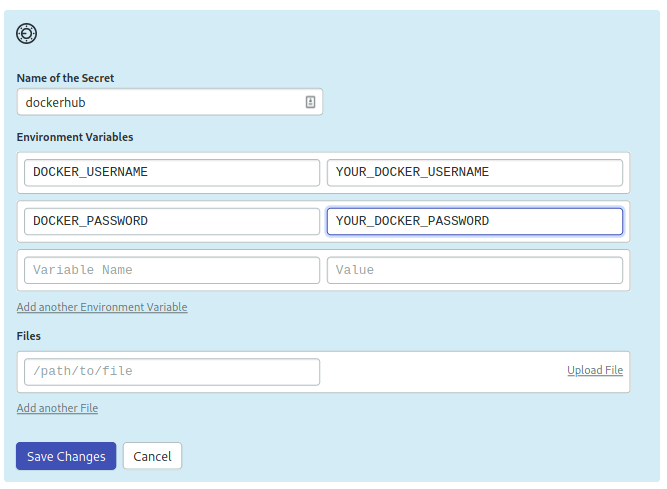 Name of the Secret
dockerhub
Environment Variables
DOCKER_USERNAME YOUR_DOCKER_USERNAME
DOCKER_PASSWORD YOUR_DOCKER_PASSWORD
Variable Name Value
Add another Environment Variable
Files
/path/to/file Upload File
Add another File
Save Changes Cancel